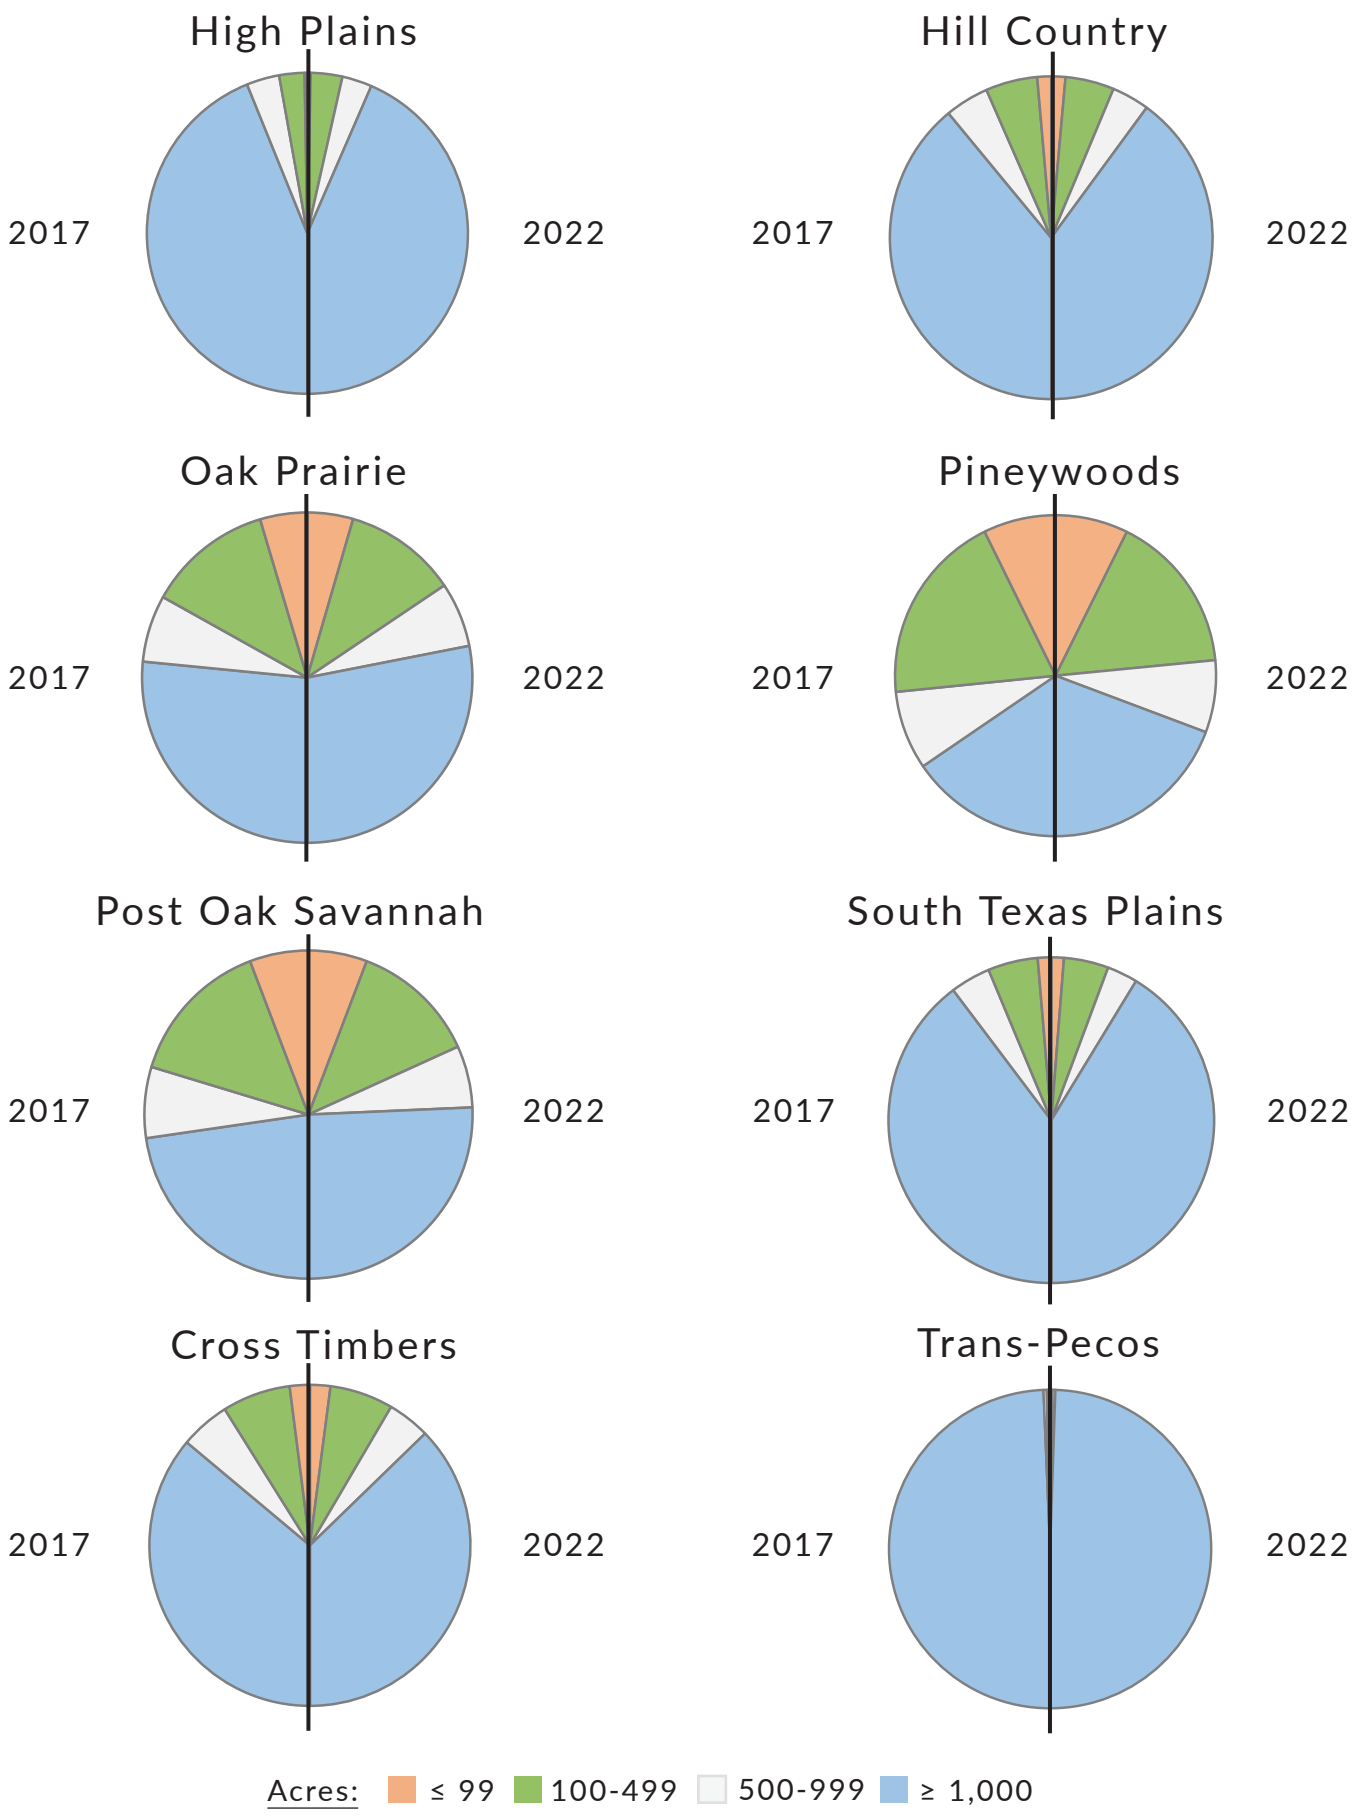 High Plains
Hill Country
2017
2022
2017
2022
Oak Prairie
Pineywoods
2017
2022
2017
2022
Post Oak Savannah
South Texas Plains
2017
2022
2017
2022
Cross Timbers
Trans-Pecos
2017
2022
2017
2022
Acres: ≤ 99 100-499 500-999 ≥ 1,000